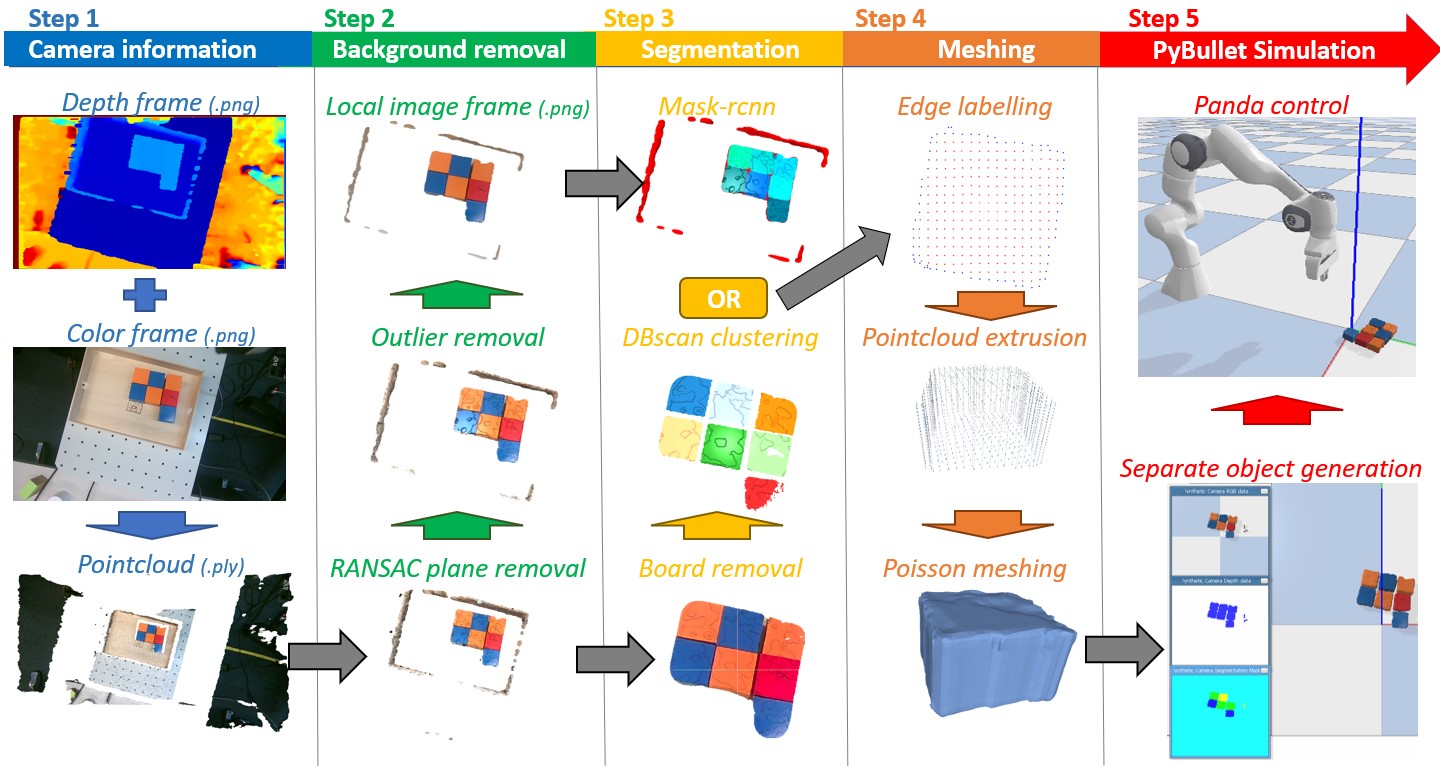 Step 1
Camera information
Depth frame (.png)
Color frame (.png)
Pointcloud (.ply)
Step 2
Background removal
Local image frame (.png)
Outlier removal
RANSAC plane removal
Step 3
Segmentation
Mask-rcnn
OR
DBscan clustering
Board removal
Step 4
Meshing
Edge labelling
Pointcloud extrusion
Poisson meshing
Step 5
PyBullet Simulation
Panda control
Separate object generation
ynthetic Camera RGB data
ynthetic Camera Depth data
ynthetic Camera Segmentation Mask